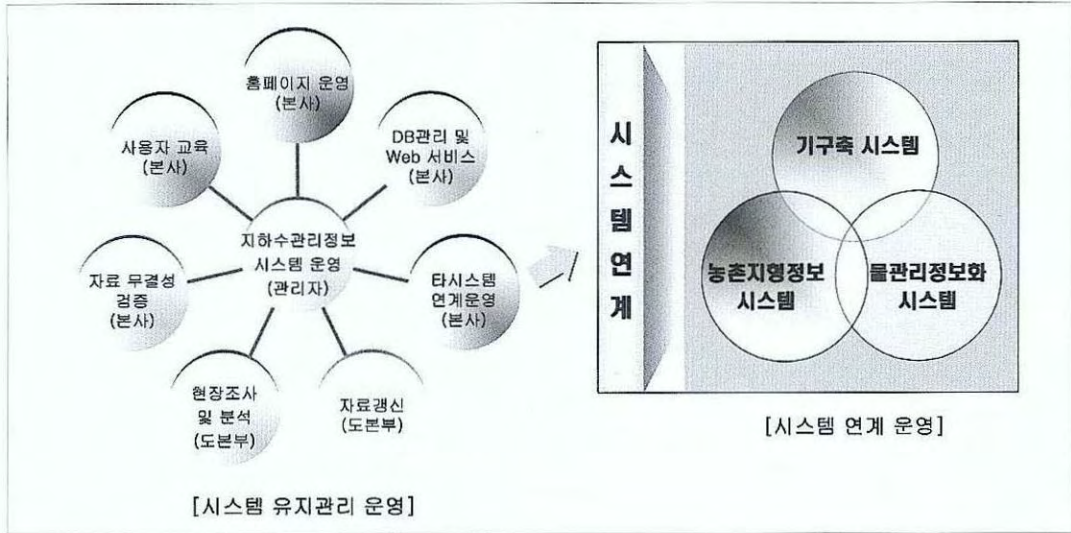 홈페이지 운영
(본사)
DB관리 및
Web 서비스
(본사)
사용자 교육
(본사)
지하수관리정보
시스템 운영
(관리자)
자료 무결성
검증
(본사)
타시스템
연계운영
(본사)
현장조사
및 분석
(도본부)
자료갱신
(도본부)
[시스템 유지관리 운영]
시
스
템
연
계
기구축 시스템
농촌지형정보
시스템
물관리정보화
시스템
[시스템 연계 운영]